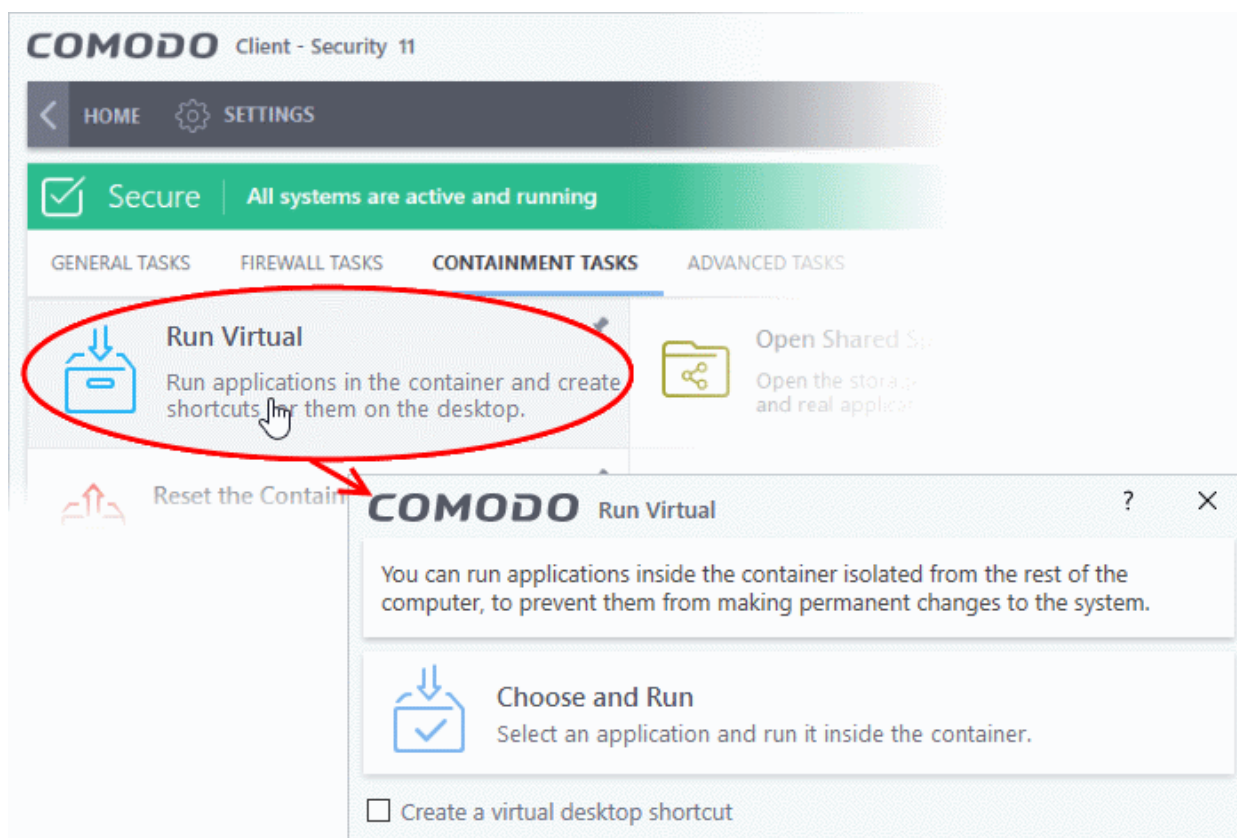 COMODO Client - Security 11
HOME SETTINGS
Secure All systems are active and running
GENERAL TASKS FIREWALL TASKS CONTAINMENT TASKS ADVANCED TASKS
Run Virtual
Run applications in the container and create
shortcuts for them on the desktop.
Open Shared
Open the
and real
Reset the
COMODO Run Virtual ?
You can run applications inside the container isolated from the rest of the
computer, to prevent them from making permanent changes to the system.
Choose and Run
Select an application and run it inside the container.
Create a virtual desktop shortcut